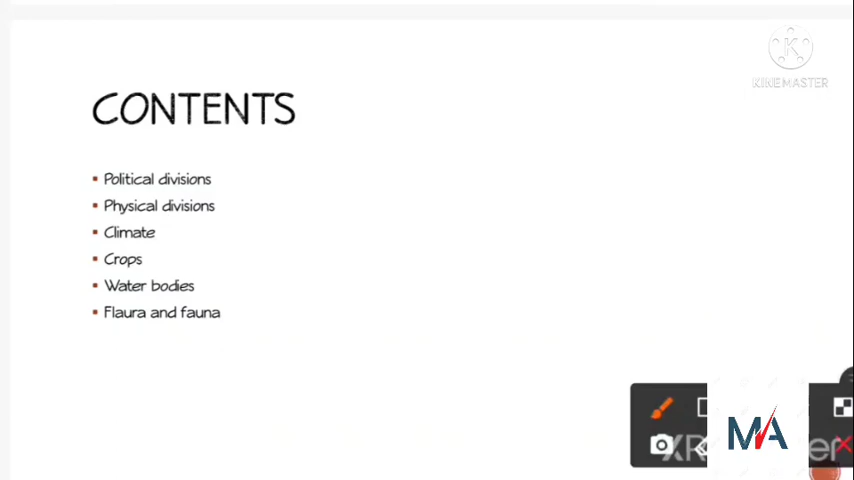 KINEMASTER
CONTENTS
Political divisions
Physical divisions
Climate
Crops
Water bodies
Flaura and fauna
MA